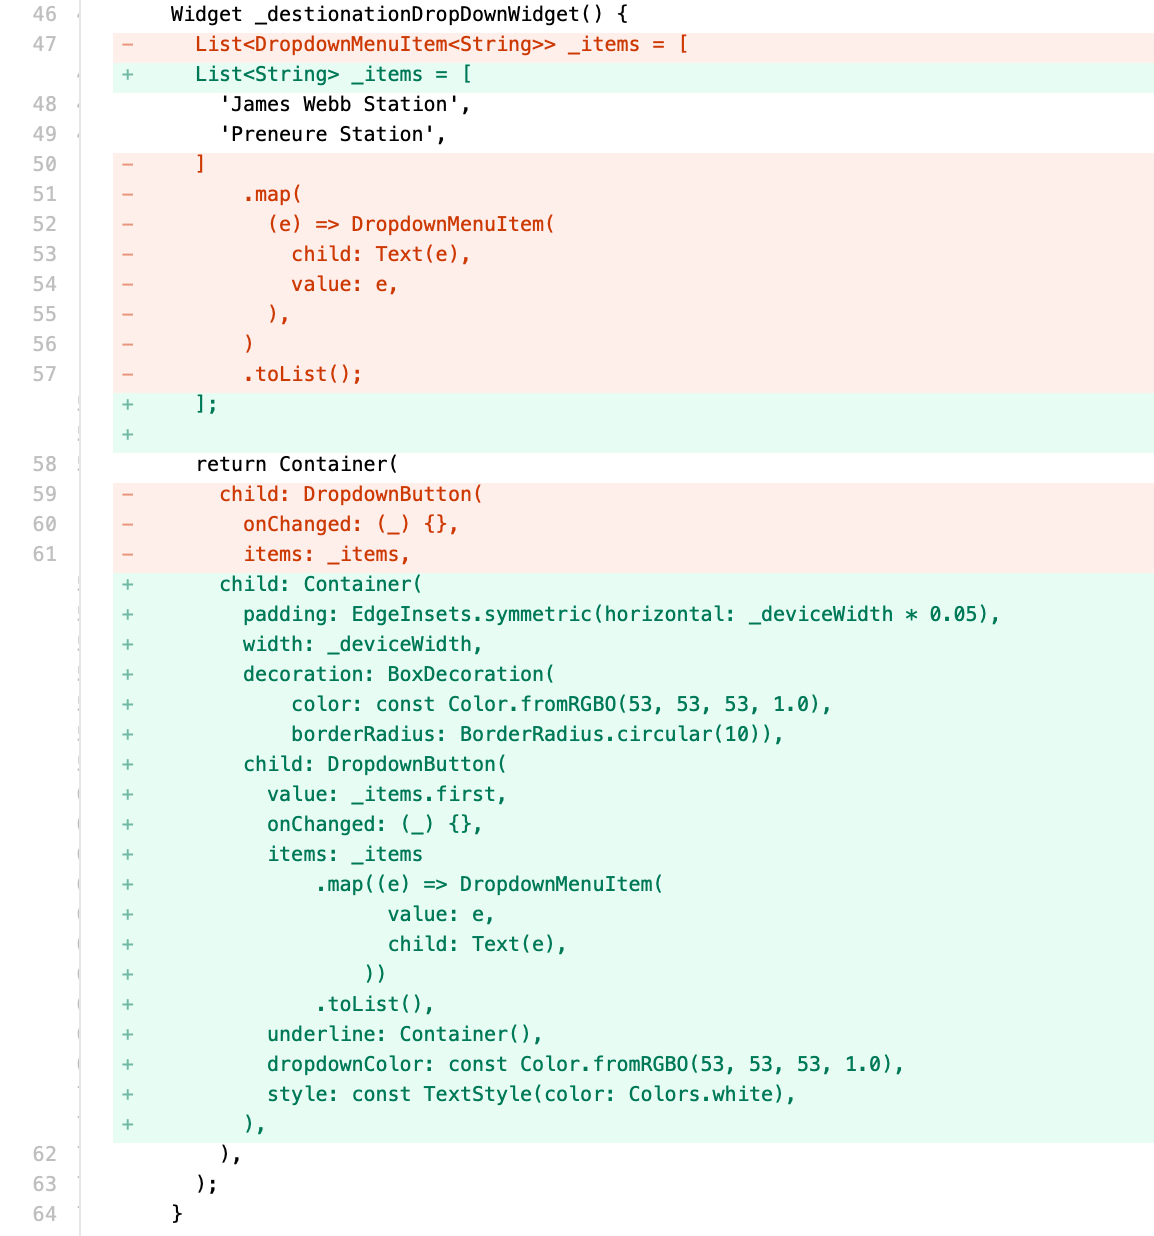 46 Widget _destionationDropDownWidget() {
47 − List<DropdownMenuItem<String>> _items = [
+ List<String> _items = [
48 'James Webb Station',
49 'Preneure Station',
50 − ]
51 − .map(
52 − (e) => DropdownMenuItem(
53 − child: Text(e),
54 − value: e,
55 − ),
56 − )
57 − .toList();
+ ];
+
58 return Container(
59 − child: DropdownButton(
60 − onChanged: (_) {},
61 − items: _items,
+ child: Container(
+ padding: EdgeInsets.symmetric(horizontal: _deviceWidth * 0.05),
+ width: _deviceWidth,
+ decoration: BoxDecoration(
+ color: const Color.fromRGBO(53, 53, 53, 1.0),
+ borderRadius: BorderRadius.circular(10)),
+ child: DropdownButton(
+ value: _items.first,
+ onChanged: (_) {},
+ items: _items
+ .map((e) => DropdownMenuItem(
+ value: e,
+ child: Text(e),
+ ))
+ .toList(),
+ underline: Container(),
+ dropdownColor: const Color.fromRGBO(53, 53, 53, 1.0),
+ style: const TextStyle(color: Colors.white),
+ ),
62 ),
63 );
64 }